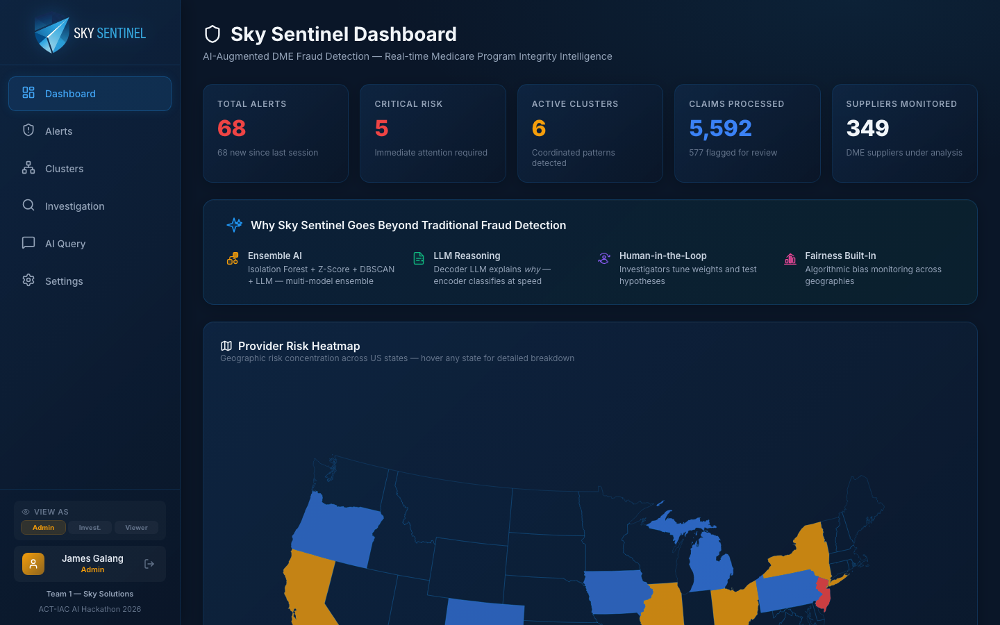 SKY SENTINEL
Dashboard
Alerts
Clusters
Investigation
AI Query
Settings
VIEW AS
Admin
Invest.
Viewer
James Galang
Admin
Team 1 — Sky Solutions
ACT-IAC AI Hackathon 2026
Sky Sentinel Dashboard
AI-Augmented DME Fraud Detection — Real-time Medicare Program Integrity Intelligence
TOTAL ALERTS
68
68 new since last session
CRITICAL RISK
5
Immediate attention required
ACTIVE CLUSTERS
6
Coordinated patterns
detected
CLAIMS PROCESSED
5,592
577 flagged for review
SUPPLIERS MONITORED
349
DME suppliers under analysis
Why Sky Sentinel Goes Beyond Traditional Fraud Detection
Ensemble AI
Isolation Forest + Z-Score + DBSCAN
+ LLM — multi-model ensemble
LLM Reasoning
Decoder LLM explains why —
encoder classifies at speed
Human-in-the-Loop
Investigators tune weights and test
hypotheses
Fairness Built-In
Algorithmic bias monitoring across
geographies
Provider Risk Heatmap
Geographic risk concentration across US states — hover any state for detailed breakdown